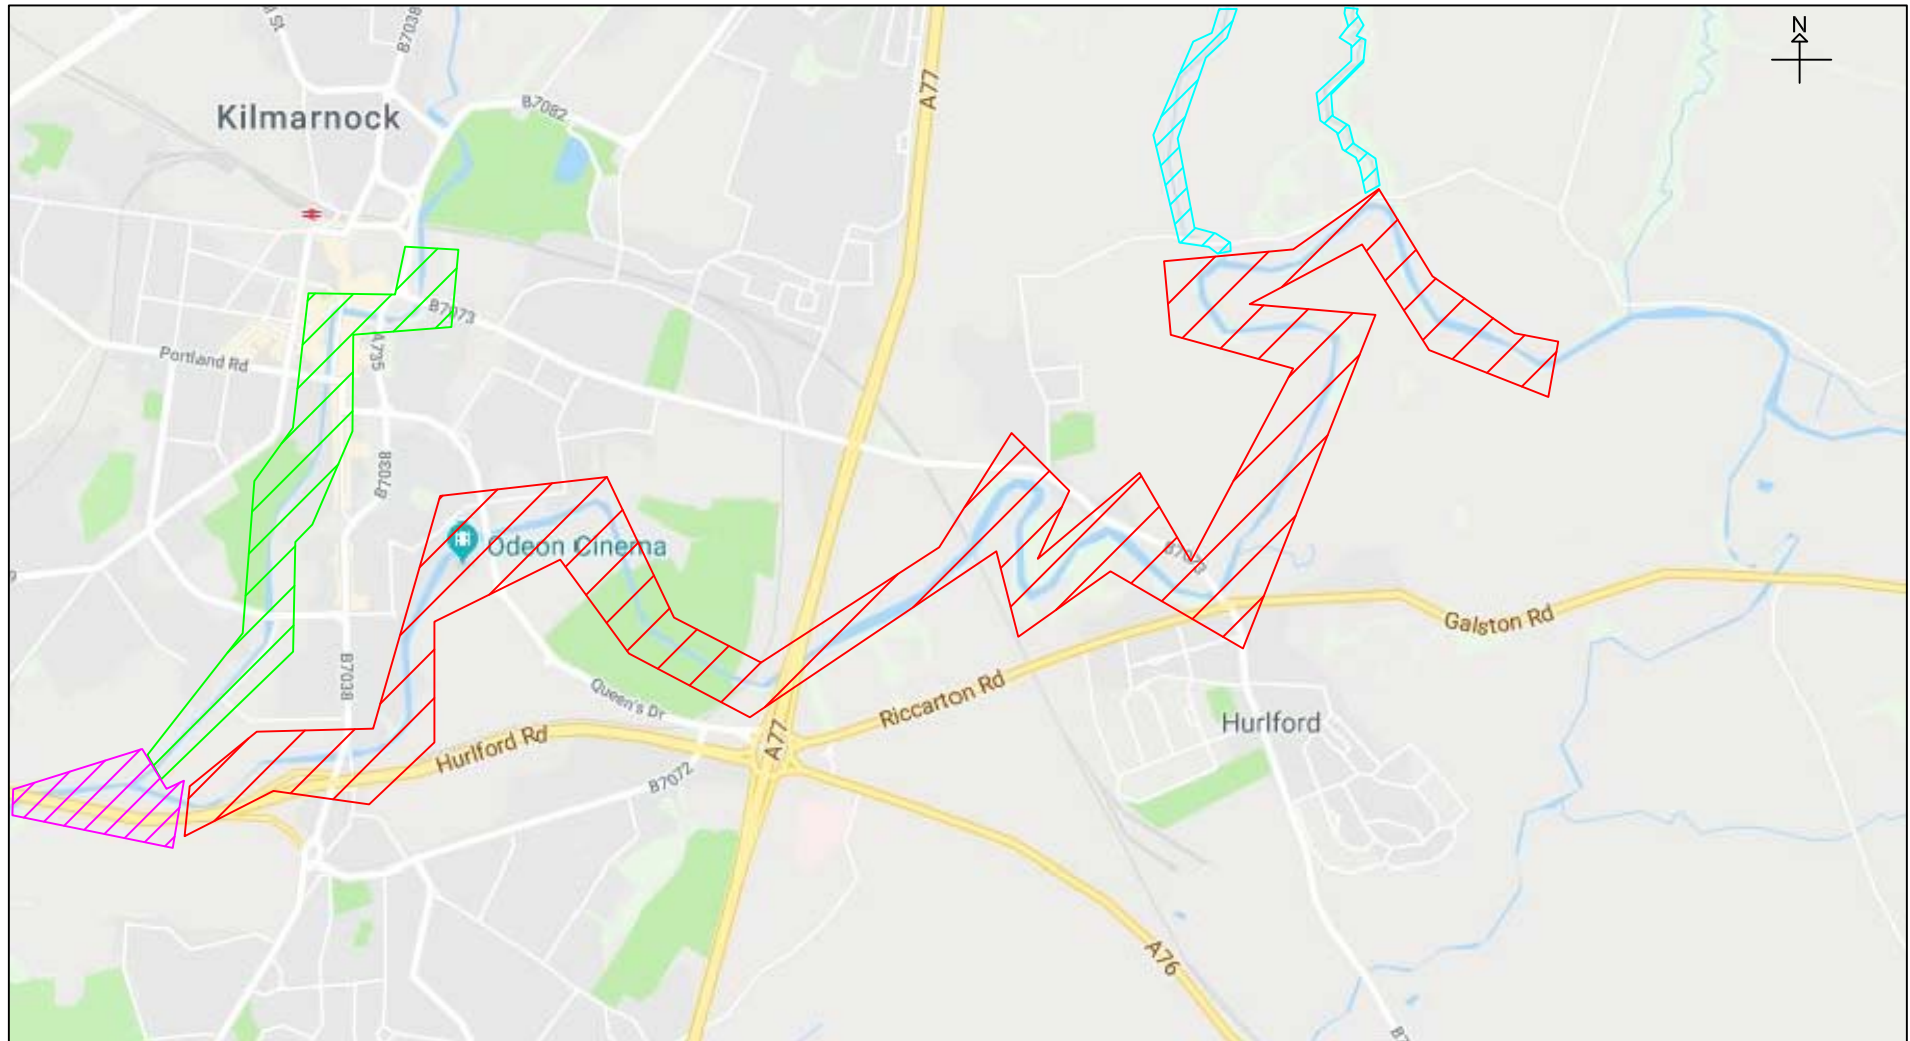 B7038
N
A77
Kilmarnock
B7082
B7073
A735
Portland Rd
B7038
Odeon Cinema
B7073
Galston Rd
B7038
Queen's Dr
Riccarton Rd
Hurlford
Hurlford Rd
A77
B7072
A76